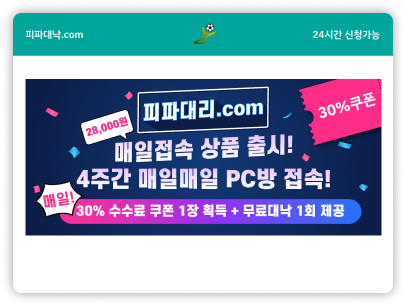 피파대낙.com
24시간 신청가능
피파대리.com
30%쿠폰
28,000원
매일접속 상품 출시!
4주간 매일매일 PC방 접속!
매일!
30% 수수료 쿠폰 1장 획득 + 무료대낙 1회 제공